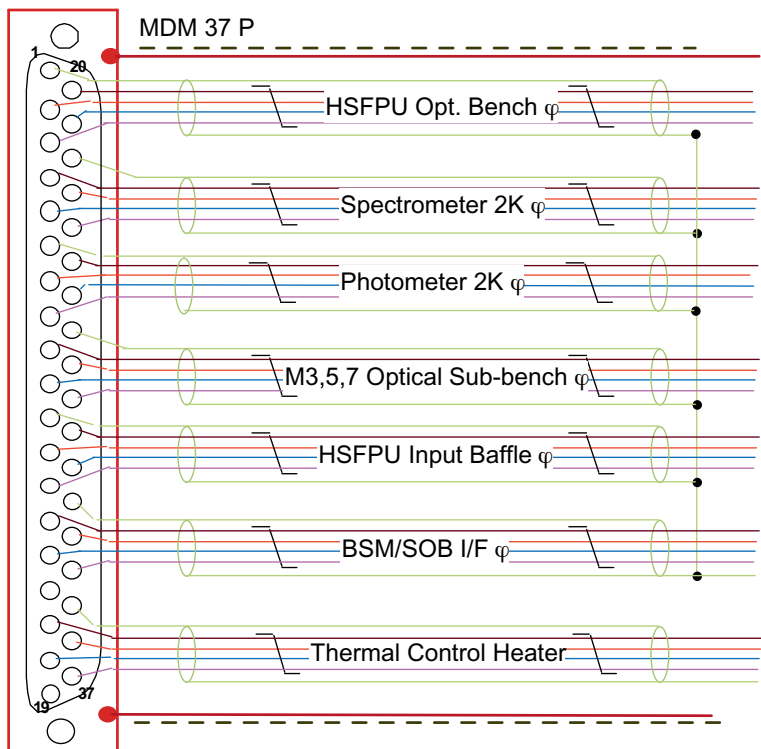 MDM 37 P
1
20
HSFPU Opt. Bench φ
Spectrometer 2K φ
Photometer 2K φ
M3,5,7 Optical Sub-bench φ
HSFPU Input Baffle φ
BSM/SOB I/F φ
Thermal Control Heater
19
37